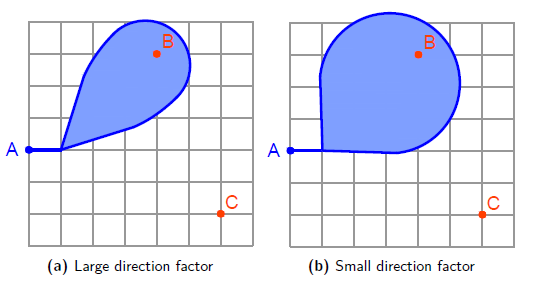 B
A
C
(a) Large direction factor
B
A
C
(b) Small direction factor